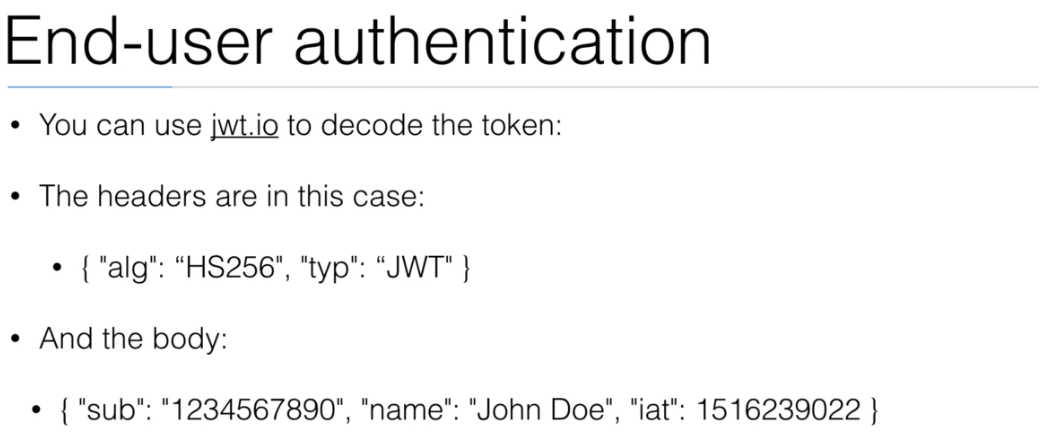 End-user authentication
• You can use jwt.io to decode the token:
• The headers are in this case:
• { "alg": “HS256", "typ": “JWT" }
• And the body:
• { "sub": "1234567890", "name": "John Doe", "iat": 1516239022 }